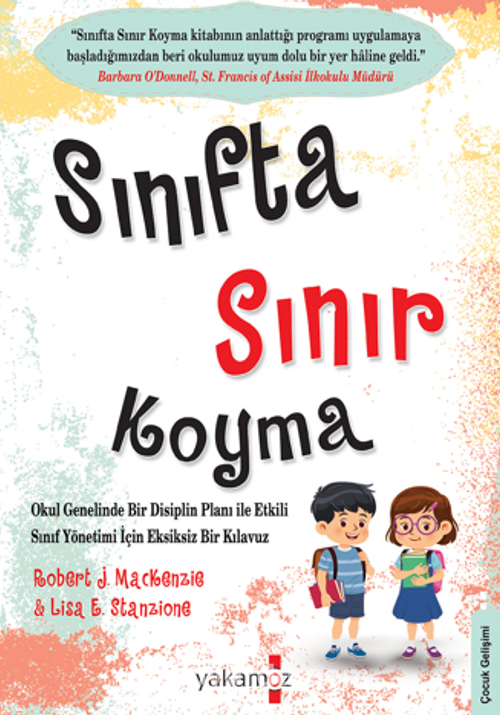 “Sınıfta Sınır Koyma kitabının anlattığı programı uygulamaya
başladığımızdan beri okulumuz uyum dolu bir yer hâline geldi.”
Barbara O’Donnell, St. Francis of Assisi İlkokulu Müdürü
Sınıfta
Sınır
Koyma
Okul Genelinde Bir Disiplin Planı ile Etkili
Sınıf Yönetimi İçin Eksiksiz Bir Kılavuz
Robert J. MacKenzie
& Lisa E. Stanzione
yakamoz
Çocuk Gelişimi